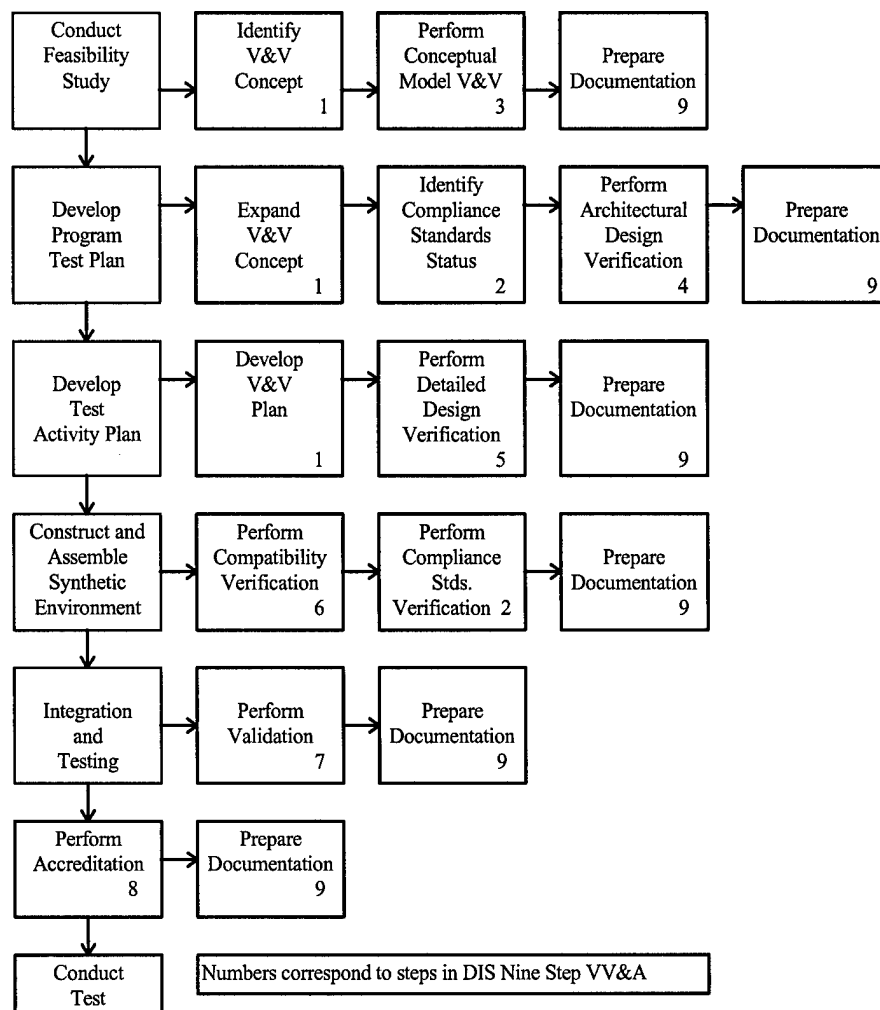 Conduct
Feasibility
Study
Identify
V&V
Concept
1
Perform
Conceptual
Model V&V
3
Prepare
Documentation
9
Develop
Program
Test Plan
Expand
V&V
Concept
1
Identify
Compliance
Standards
Status
2
Perform
Architectural
Design
Verification
4
Prepare
Documentation
9
Develop
Test
Activity Plan
Develop
V&V
Plan
1
Perform
Detailed
Design
Verification
5
Prepare
Documentation
9
Construct and
Assemble
Synthetic
Environment
Perform
Compatibility
Verification
6
Perform
Compliance
Stds.
Verification 2
Prepare
Documentation
9
Integration
and
Testing
Perform
Validation
7
Prepare
Documentation
9
Perform
Accreditation
8
Prepare
Documentation
9
Conduct
Test
Numbers correspond to steps in DIS Nine Step VV&A